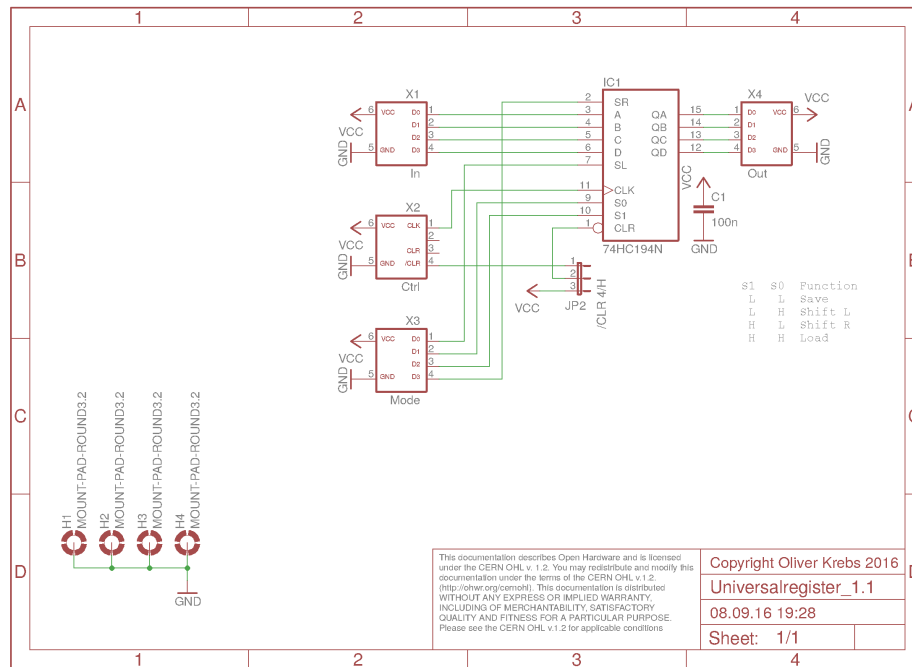 1 2 3 4
A
B
C
D
X1
6 VCC D0 1
D1 2
D2 3
5 GND D3 4
VCC
GND
In
X2
6 VCC CLK 1
2
CLR 3
5 GND /CLR 4
VCC
GND
Ctrl
X3
6 VCC D0 1
D1 2
D2 3
5 GND D3 4
VCC
GND
Mode
IC1
2 SR
3 A QA 15
4 B QB 14
5 C QC 13
6 D QD 12
7 SL
11 CLK
9 S0
10 S1
1 CLR
74HC194N
X4
1 D0 VCC 6
2 D1
3 D2
4 D3 GND 5
VCC
GND
Out
VCC
C1
100n
GND
1
2
3
VCC
JP2
/CLR 4/H
S1 S0 Function
L L Save
L H Shift L
H L Shift R
H H Load
H1
MOUNT-PAD-ROUND3.2
H2
MOUNT-PAD-ROUND3.2
H3
MOUNT-PAD-ROUND3.2
H4
MOUNT-PAD-ROUND3.2
GND
This documentation describes Open Hardware and is licensed
under the CERN OHL v. 1.2. You may redistribute and modify this
documentation under the terms of the CERN OHL v.1.2.
(http://ohwr.org/cernohl). This documentation is distributed
WITHOUT ANY EXPRESS OR IMPLIED WARRANTY,
INCLUDING OF MERCHANTABILITY, SATISFACTORY
QUALITY AND FITNESS FOR A PARTICULAR PURPOSE.
Please see the CERN OHL v.1.2 for applicable conditions
Copyright Oliver Krebs 2016
Universalregister_1.1
08.09.16 19:28
Sheet: 1/1
A
B
C
D
1 2 3 4